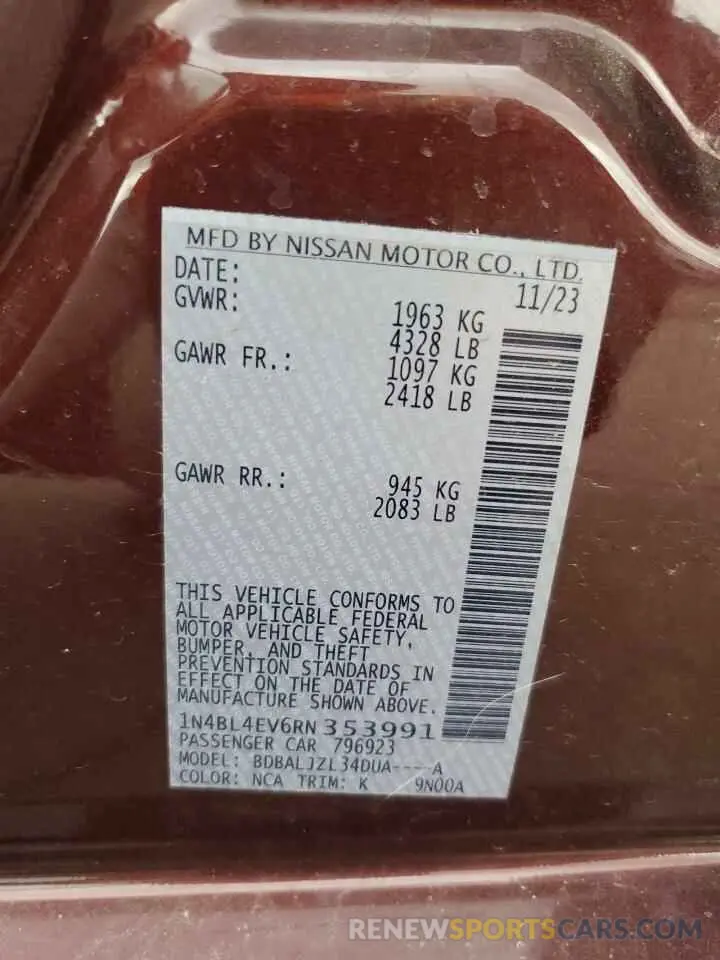 MFD BY NISSAN MOTOR CO., LTD.
DATE: 11/23
GVWR: 1963 KG
4328 LB
GAWR FR.: 1097 KG
2418 LB
GAWR RR.: 945 KG
2083 LB
THIS VEHICLE CONFORMS TO
ALL APPLICABLE FEDERAL
MOTOR VEHICLE SAFETY,
BUMPER, AND THEFT
PREVENTION STANDARDS IN
EFFECT ON THE DATE OF
MANUFACTURE SHOWN ABOVE.
1N4BL4EV6RN353991
PASSENGER CAR 796923
MODEL: BDBALJZL34DUA----A
COLOR: NCA TRIM: K 9N00A
RENEWSPORTSCARS.COM